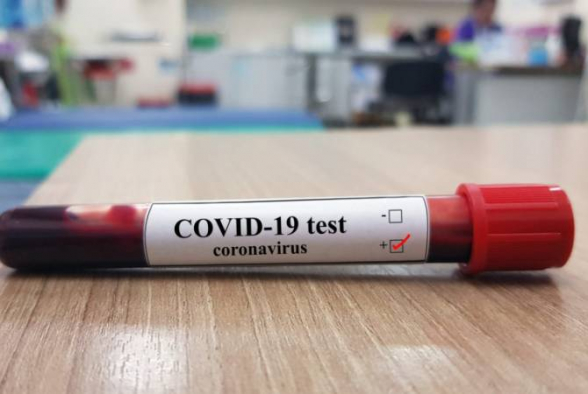 COVID-19 test
coronavirus
-☐
+☑